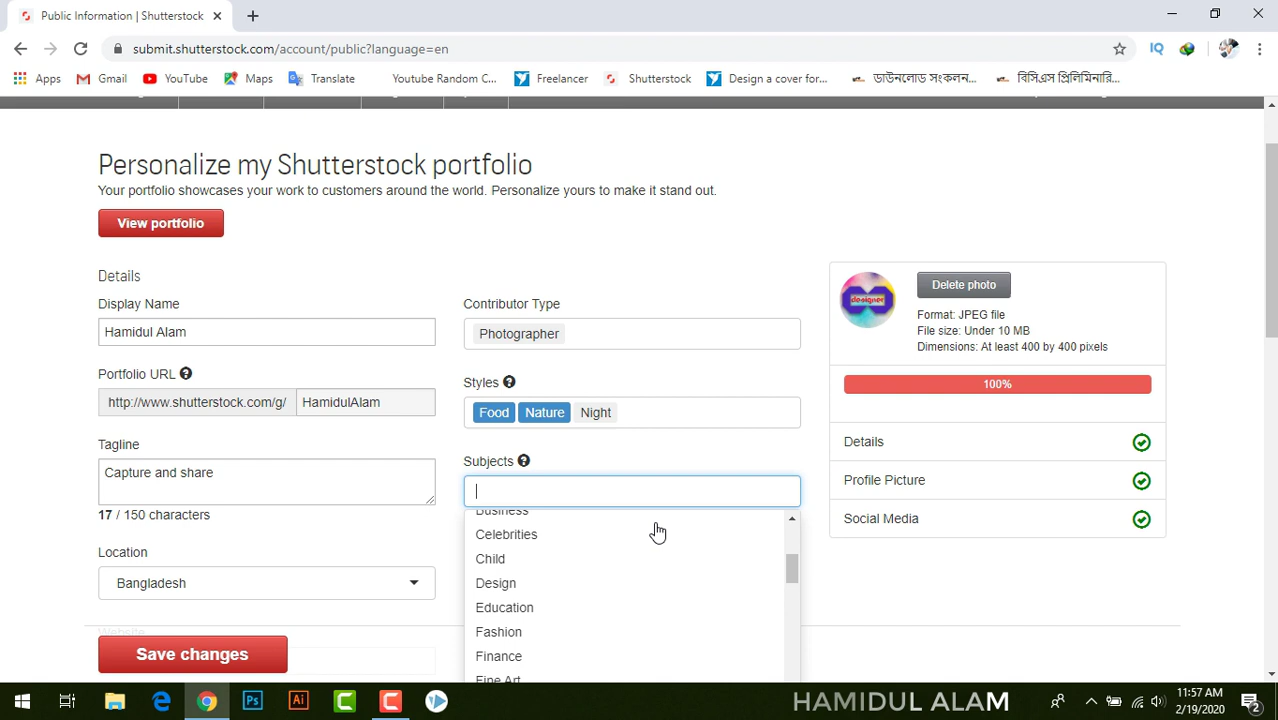 Public Information | Shutterstock
submit.shutterstock.com/account/public?language=en
IQ
Apps Gmail YouTube Maps Translate Youtube Random C... Freelancer Shutterstock Design a cover for... ডাউনলোড সংকলন... বিসিএস প্রিলিমিনারি...
Personalize my Shutterstock portfolio
Your portfolio showcases your work to customers around the world. Personalize yours to make it stand out.
View portfolio
Details
Display Name
Hamidul Alam
Portfolio URL
http://www.shutterstock.com/g/ HamidulAlam
Tagline
Capture and share
17 / 150 characters
Location
Bangladesh
Website
Save changes
Contributor Type
Photographer
Styles
Food Nature Night
Subjects
Business
Celebrities
Child
Design
Education
Fashion
Finance
Fine Art
designer
Delete photo
Format: JPEG file
File size: Under 10 MB
Dimensions: At least 400 by 400 pixels
100%
Details
Profile Picture
Social Media
Ps Ai
HAMIDUL ALAM
11:57 AM
2/19/2020
2